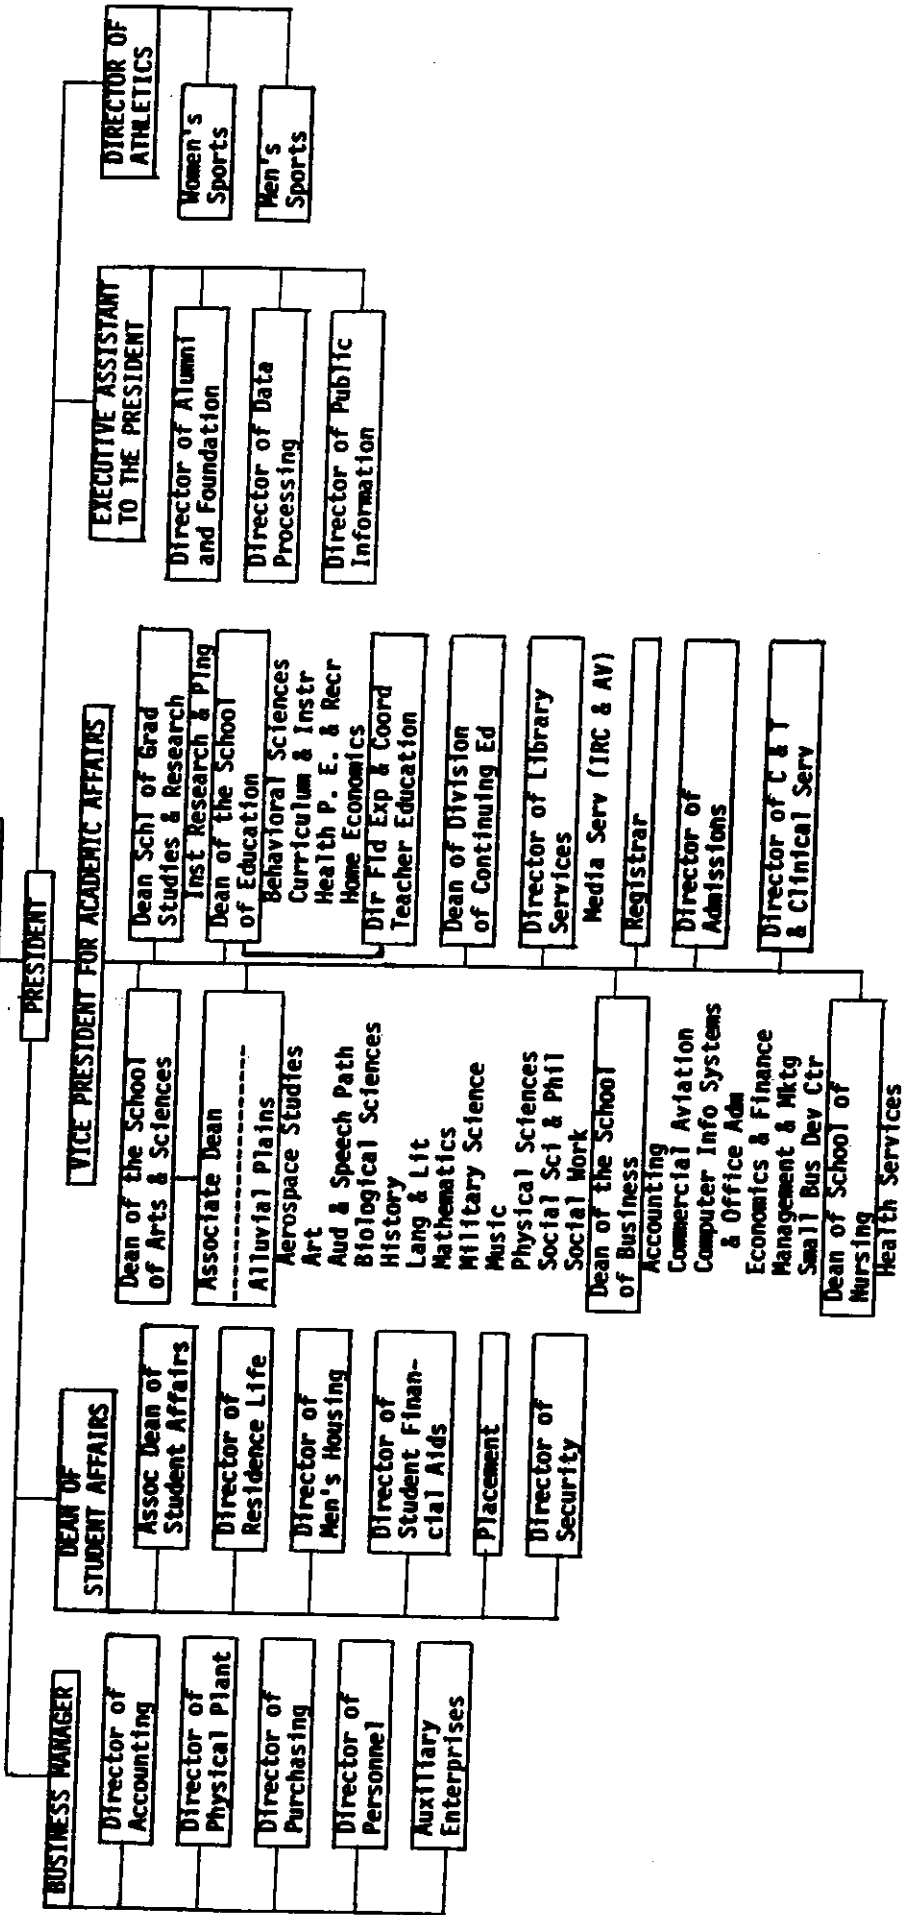 PRESIDENT
BUSINESS MANAGER
Director of
Accounting
Director of
Physical Plant
Director of
Purchasing
Director of
Personnel
Auxiliary
Enterprises
DEAN OF
STUDENT AFFAIRS
Assoc Dean of
Student Affairs
Director of
Residence Life
Director of
Men's Housing
Director of
Student Finan-
cial Aids
Placement
Director of
Security
VICE PRESIDENT FOR ACADEMIC AFFAIRS
Dean of the School
of Arts & Sciences
Associate Dean
--------------------
Alluvial Plains
Aerospace Studies
Art
Aud & Speech Path
Biological Sciences
History
Lang & Lit
Mathematics
Military Science
Music
Physical Sciences
Social Sci & Phil
Social Work
Dean of the School
of Business
Accounting
Commercial Aviation
Computer Info Systems
& Office Adm
Economics & Finance
Management & Mktg
Small Bus Dev Ctr
Dean of School of
Nursing
Health Services
Dean Schl of Grad
Studies & Research
Inst Research & Plng
Dean of the School
of Education
Behavioral Sciences
Curriculum & Instr
Health P. E. & Recr
Home Economics
Dir Fld Exp & Coord
Teacher Education
Dean of Division
of Continuing Ed
Director of Library
Services
Media Serv (IRC & AV)
Registrar
Director of
Admissions
Director of C & T
& Clinical Serv
EXECUTIVE ASSISTANT
TO THE PRESIDENT
Director of Alumni
and Foundation
Director of Data
Processing
Director of Public
Information
DIRECTOR OF
ATHLETICS
Women's
Sports
Men's
Sports